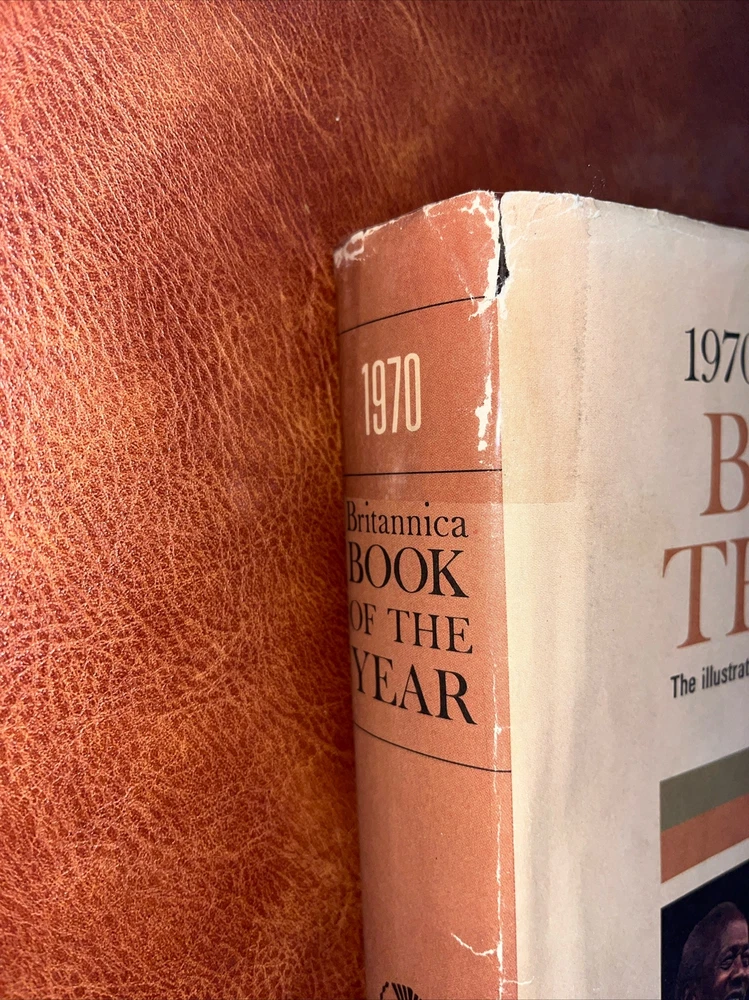 1970
Britannica
BOOK
OF THE
YEAR
1970
B
T
The illustrat